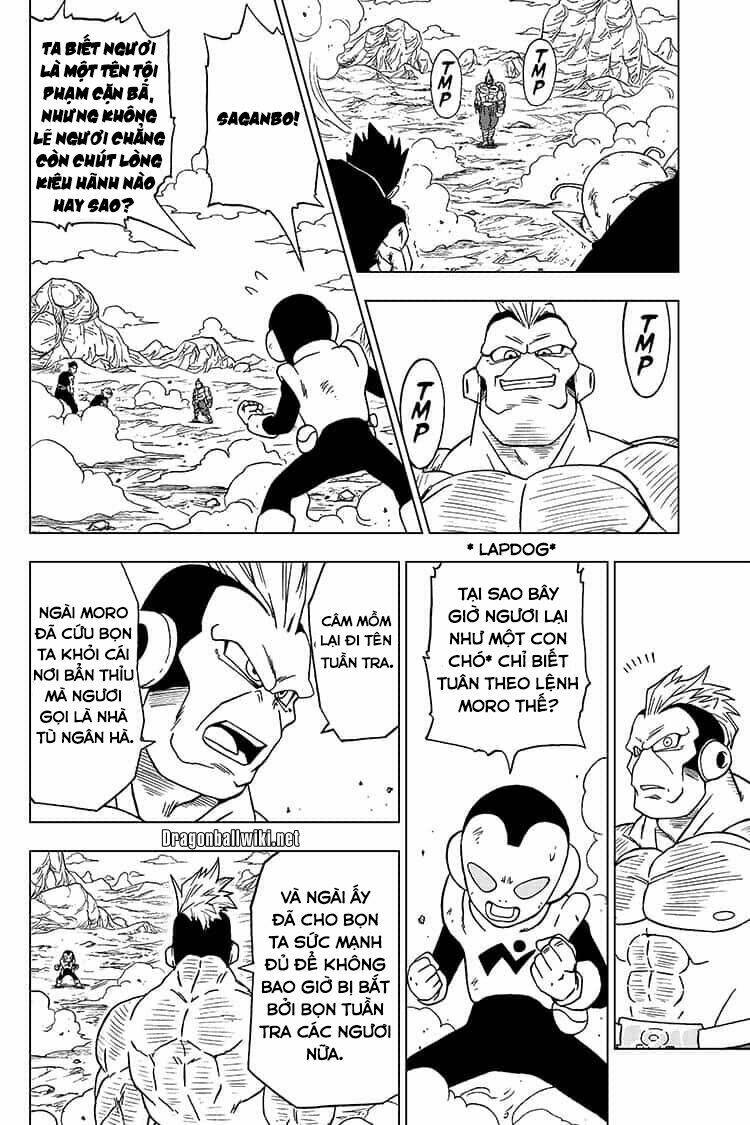 TMP
TMP
SAGANBO!
TA BIẾT NGƯƠI
LÀ MỘT TÊN TỘI
PHẠM CẶN BÃ,
NHƯNG KHÔNG
LẼ NGƯƠI CHẲNG
CÒN CHÚT LÒNG
KIÊU HÃNH NÀO
HAY SAO?
TMP
TMP
* LAPDOG*
TẠI SAO BÂY
GIỜ NGƯƠI LẠI
NHƯ MỘT CON
CHÓ* CHỈ BIẾT
TUÂN THEO LỆNH
MORO THẾ?
CÂM MỒM
LẠI ĐI TÊN
TUẦN TRA.
NGÀI MORO
ĐÃ CỨU BỌN
TA KHỎI CÁI
NƠI BẨN THỈU
MÀ NGƯƠI
GỌI LÀ NHÀ
TÙ NGÂN HÀ.
Dragonballwiki.net
VÀ NGÀI ẤY
ĐÃ CHO BỌN
TA SỨC MẠNH
ĐỦ ĐỂ KHÔNG
BAO GIỜ BỊ BẮT
BỞI BỌN TUẦN
TRA CÁC NGƯƠI
NỮA.